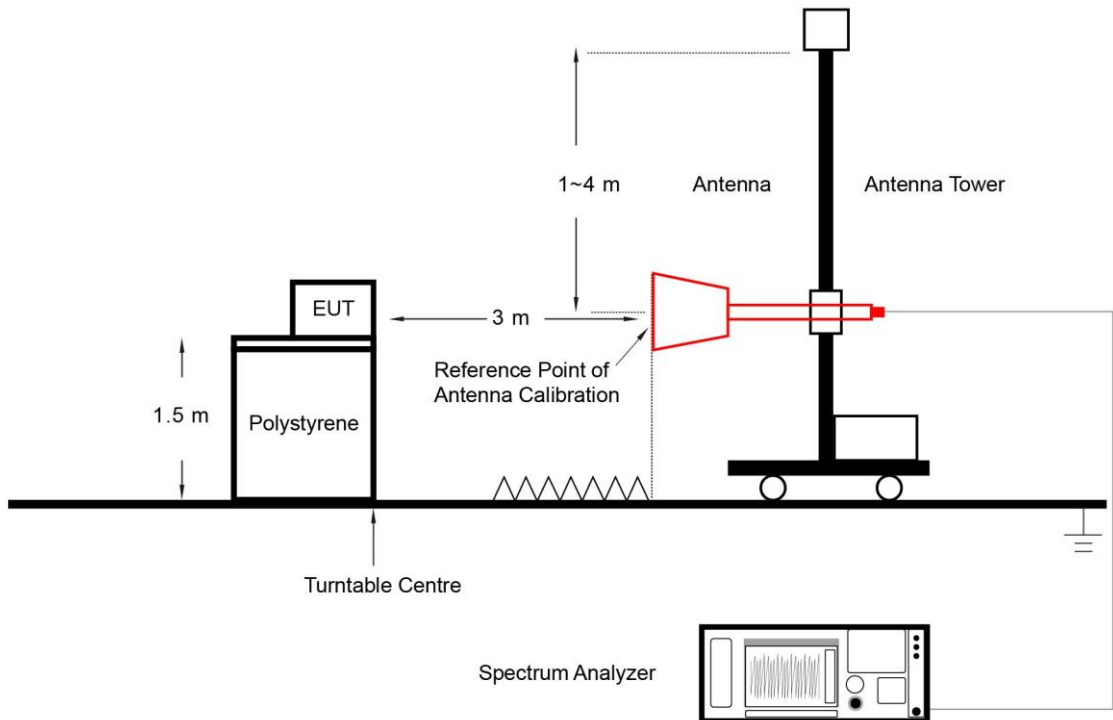 1~4 m
Antenna
Antenna Tower
EUT
3 m
Reference Point of
Antenna Calibration
1.5 m
Polystyrene
Turntable Centre
Spectrum Analyzer